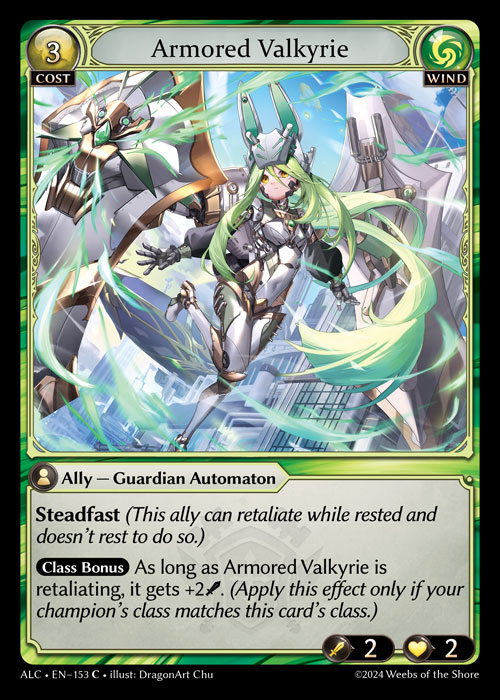 3
Armored Valkyrie
COST
WIND
Ally — Guardian Automaton
Steadfast (This ally can retaliate while rested and
doesn't rest to do so.)
Class Bonus As long as Armored Valkyrie is
retaliating, it gets +2. (Apply this effect only if your
champion's class matches this card's class.)
2
2
ALC • EN–153 C • illust: DragonArt Chu
©2024 Weebs of the Shore